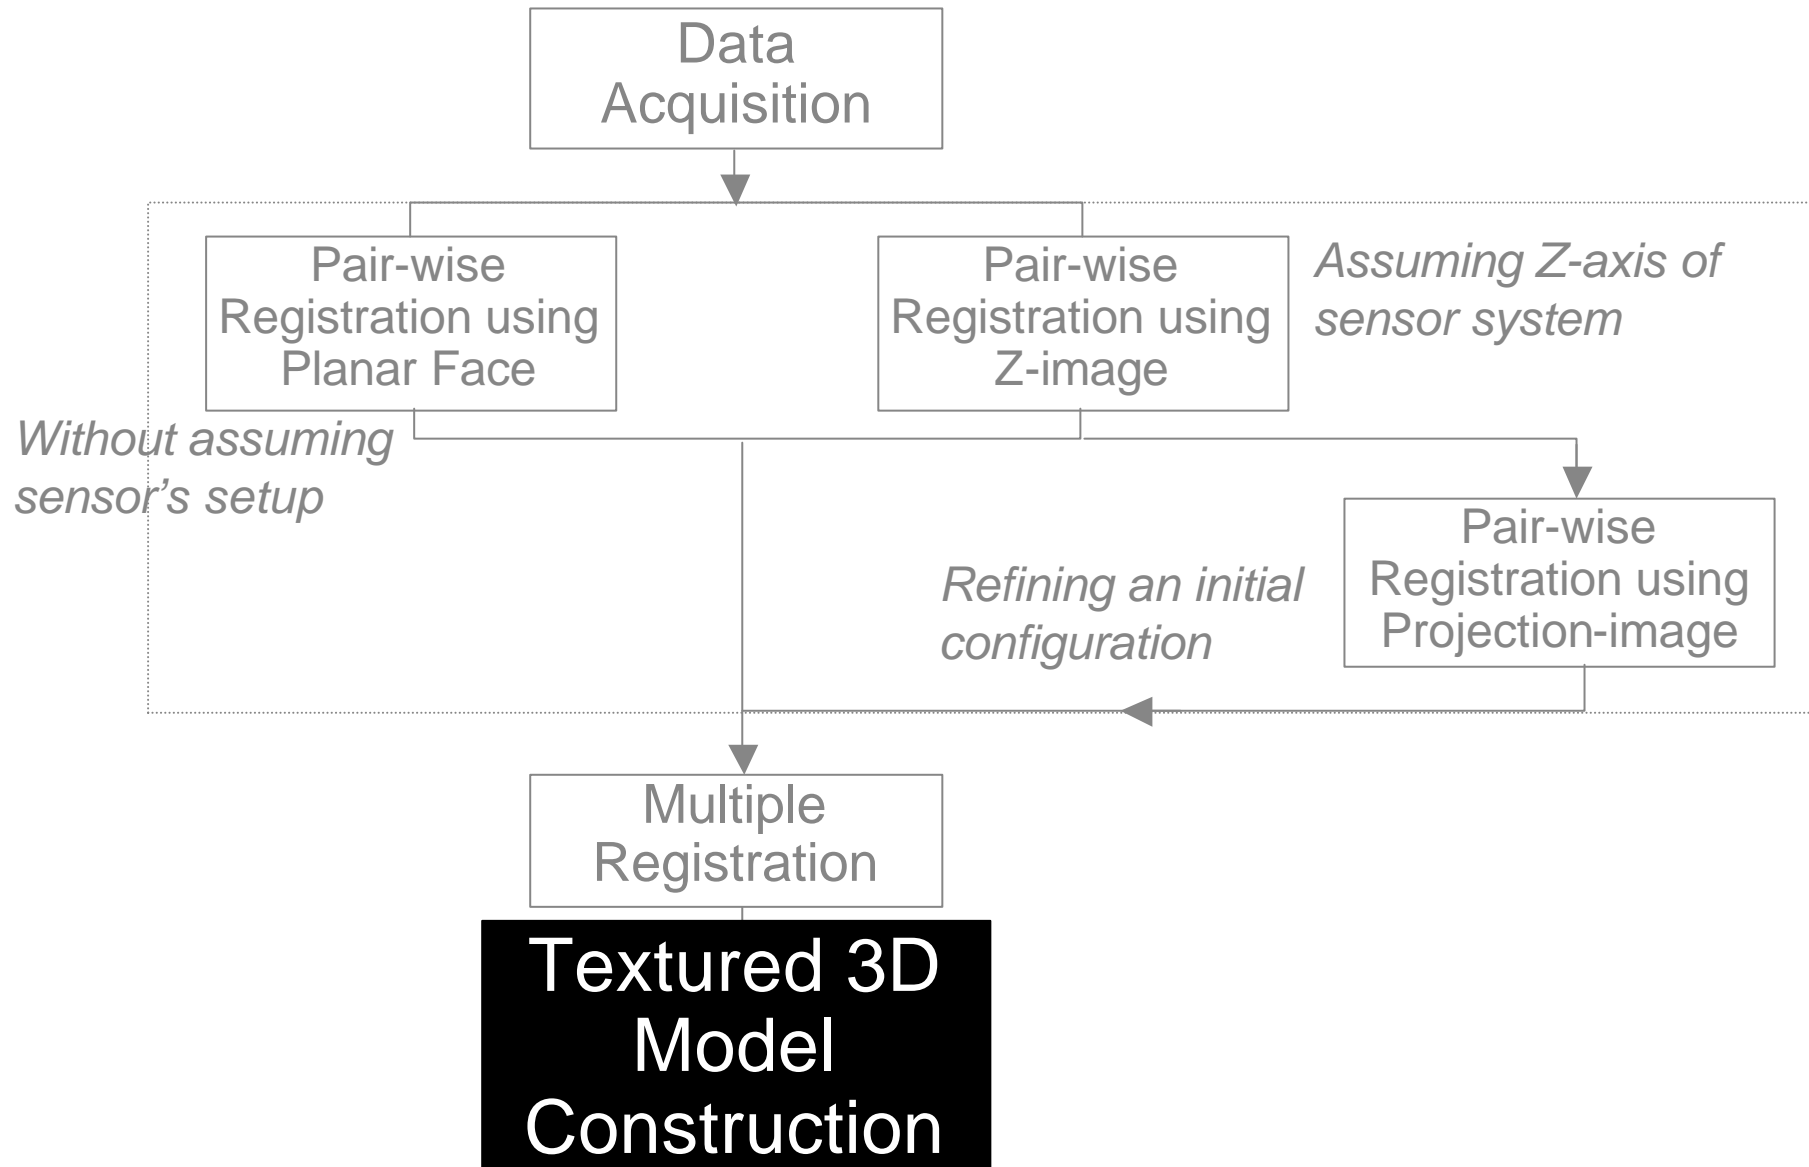 Data
Acquisition
Pair-wise
Registration using
Planar Face
Pair-wise
Registration using
Z-image
Assuming Z-axis of
sensor system
Without assuming
sensor’s setup
Pair-wise
Registration using
Projection-image
Refining an initial
configuration
Multiple
Registration
Textured 3D
Model
Construction